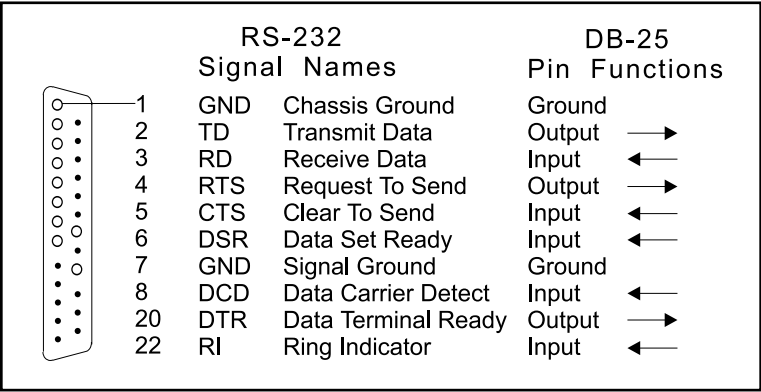 RS-232 DB-25
Signal Names Pin Functions
1 GND Chassis Ground Ground
2 TD Transmit Data Output
3 RD Receive Data Input
4 RTS Request To Send Output
5 CTS Clear To Send Input
6 DSR Data Set Ready Input
7 GND Signal Ground Ground
8 DCD Data Carrier Detect Input
20 DTR Data Terminal Ready Output
22 RI Ring Indicator Input